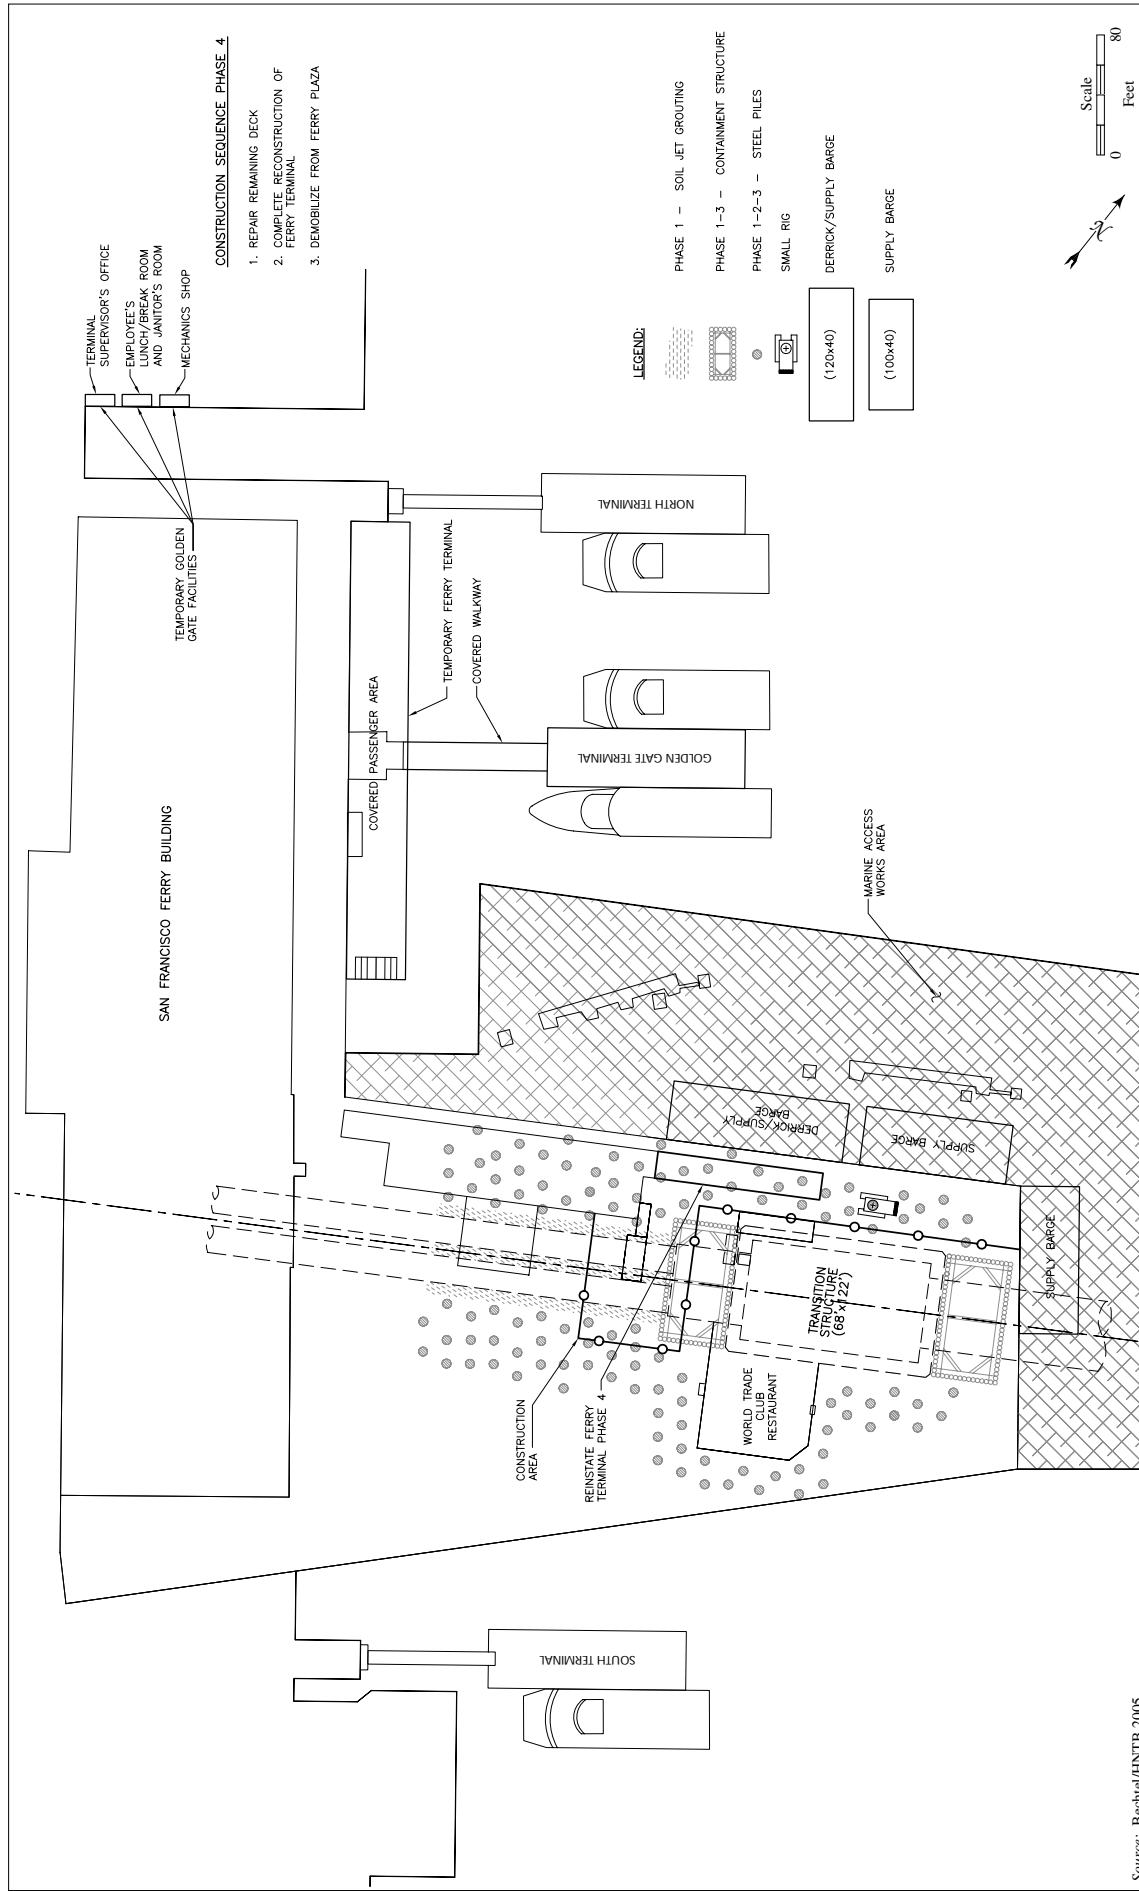 CONSTRUCTION SEQUENCE PHASE 4
1. REPAIR REMAINING DECK
2. COMPLETE RECONSTRUCTION OF
FERRY TERMINAL
3. DEMOBILIZE FROM FERRY PLAZA
TERMINAL
SUPERVISOR'S OFFICE
EMPLOYEE'S
LUNCH/BREAK ROOM
AND JANITOR'S ROOM
MECHANICS SHOP
TEMPORARY GOLDEN
GATE FACILITIES
SAN FRANCISCO FERRY BUILDING
COVERED PASSENGER AREA
TEMPORARY FERRY TERMINAL
COVERED WALKWAY
NORTH TERMINAL
GOLDEN GATE TERMINAL
SOUTH TERMINAL
MARINE ACCESS
WORKS AREA
DERRICK/SUPPLY
BARGE
SUPPLY BARGE
SUPPLY BARGE
TRANSITION
STRUCTURE
(68'x122')
WORLD TRADE
CLUB
RESTAURANT
CONSTRUCTION
AREA
REINSTATE FERRY
TERMINAL PHASE 4
LEGEND:
PHASE 1 - SOIL JET GROUTING
PHASE 1-3 - CONTAINMENT STRUCTURE
PHASE 1-2-3 - STEEL PILES
SMALL RIG
(120x40)
DERRICK/SUPPLY BARGE
(100x40)
SUPPLY BARGE
N
Scale
0 80
Feet
Source: Bechtel/HNTB 2005